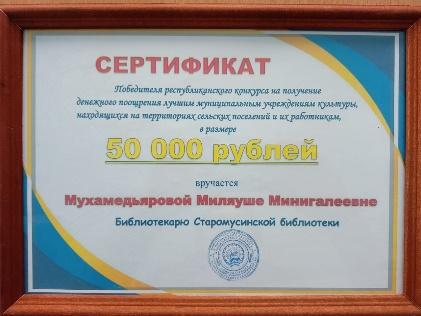 СЕРТИФИКАТ
Победителя республиканского конкурса на получение
денежного поощрения лучшим муниципальным учреждениям культуры,
находящихся на территориях сельских поселений и их работникам,
в размере
50 000 рублей
вручается
Мухамедьяровой Миляуше Минигалеевне
Библиотекарю Старомусинской библиотеки